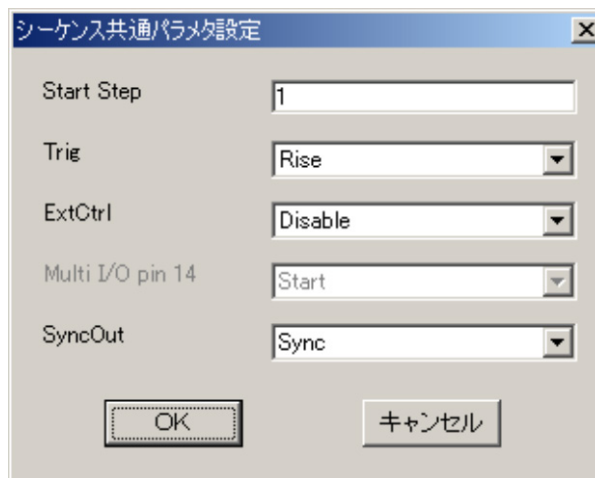 シーケンス共通パラメタ設定
Start Step 1
Trig Rise
ExtCtrl Disable
Multi I/O pin 14 Start
SyncOut Sync
OK キャンセル